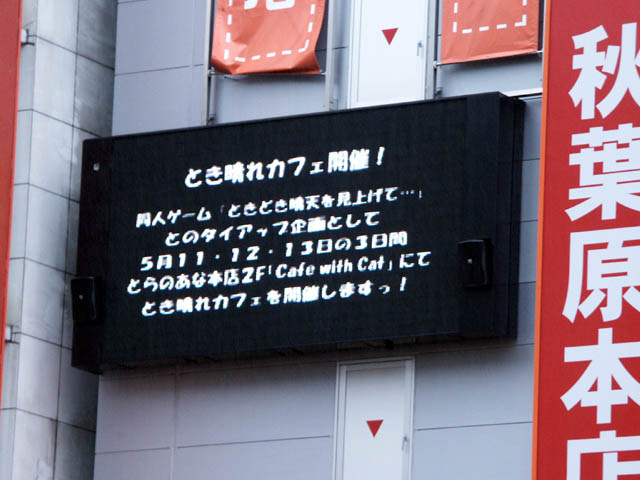 とき晴れカフェ開催！
同人ゲーム「ときどき晴天を見上げて…」
とのタイアップ企画として
５月１１・１２・１３日の３日間
とらのあな本店２F「Cafe with Cat」にて
とき晴れカフェを開催しますっ！
秋葉原本店